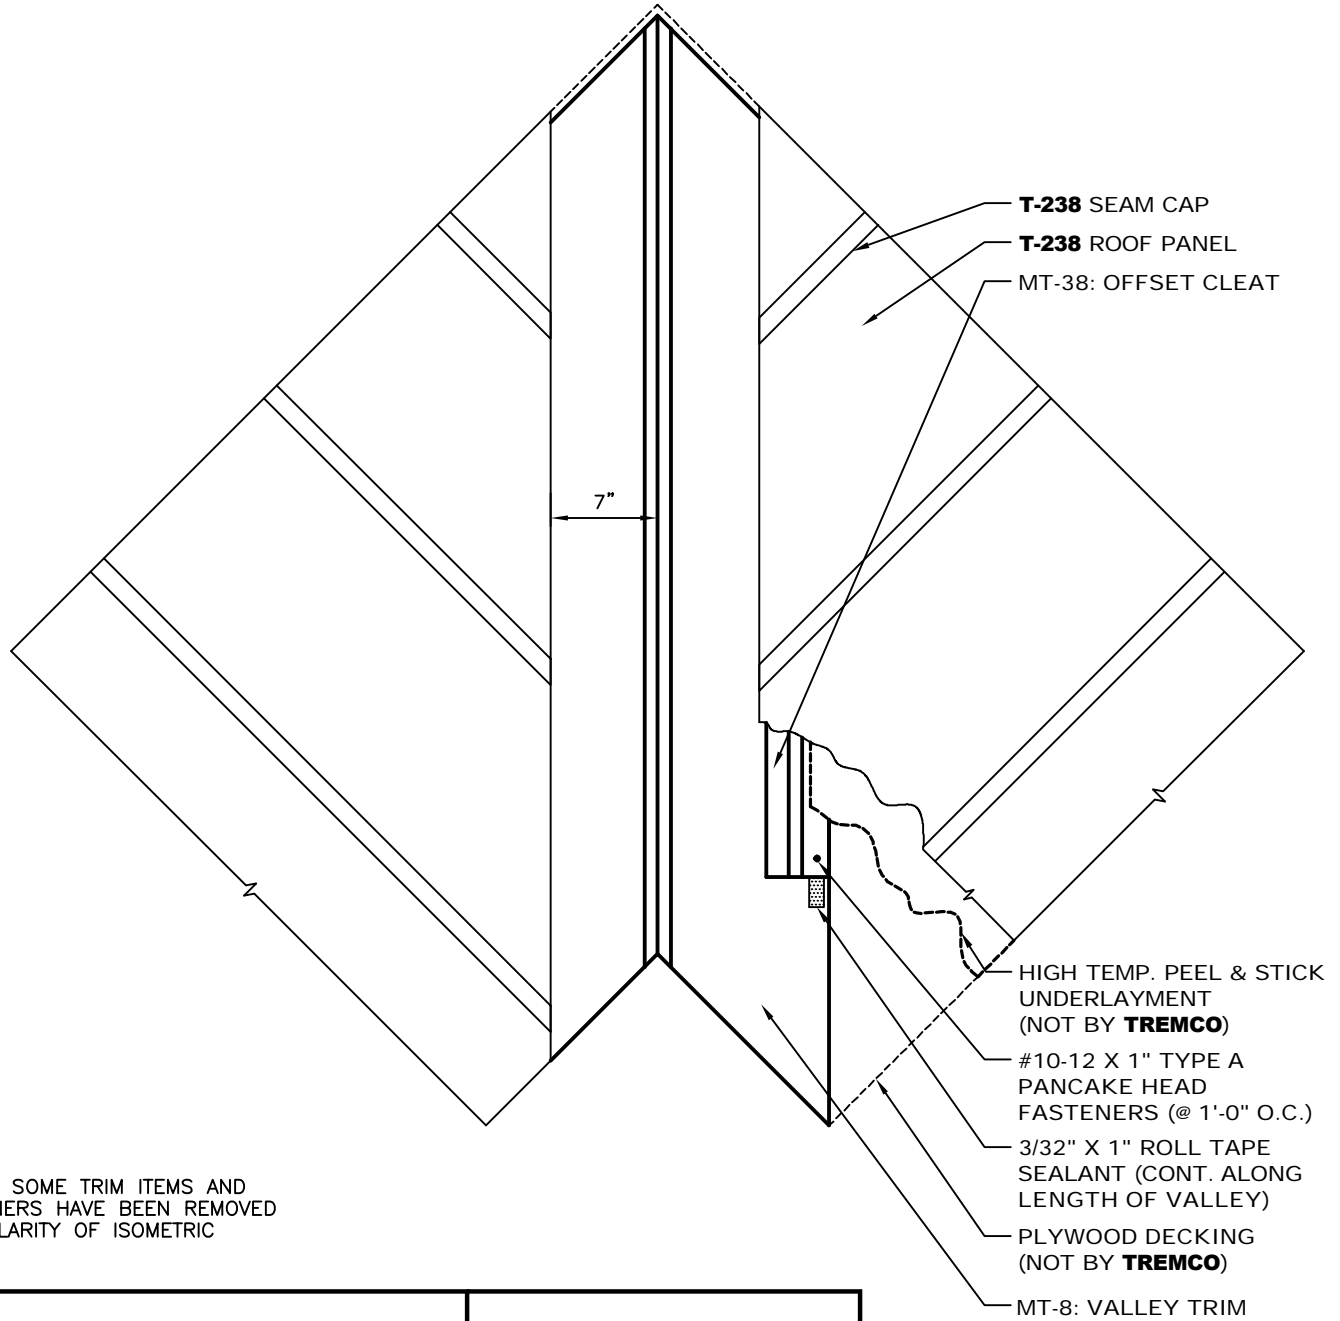 T-238 SEAM CAP
T-238 ROOF PANEL
MT-38: OFFSET CLEAT
7"
HIGH TEMP. PEEL & STICK
UNDERLAYMENT
(NOT BY TREMCO)
#10-12 X 1" TYPE A
PANCAKE HEAD
FASTENERS (@ 1'-0" O.C.)
3/32" X 1" ROLL TAPE
SEALANT (CONT. ALONG
LENGTH OF VALLEY)
PLYWOOD DECKING
(NOT BY TREMCO)
MT-8: VALLEY TRIM
SOME TRIM ITEMS AND
HAVE BEEN REMOVED
OF ISOMETRIC